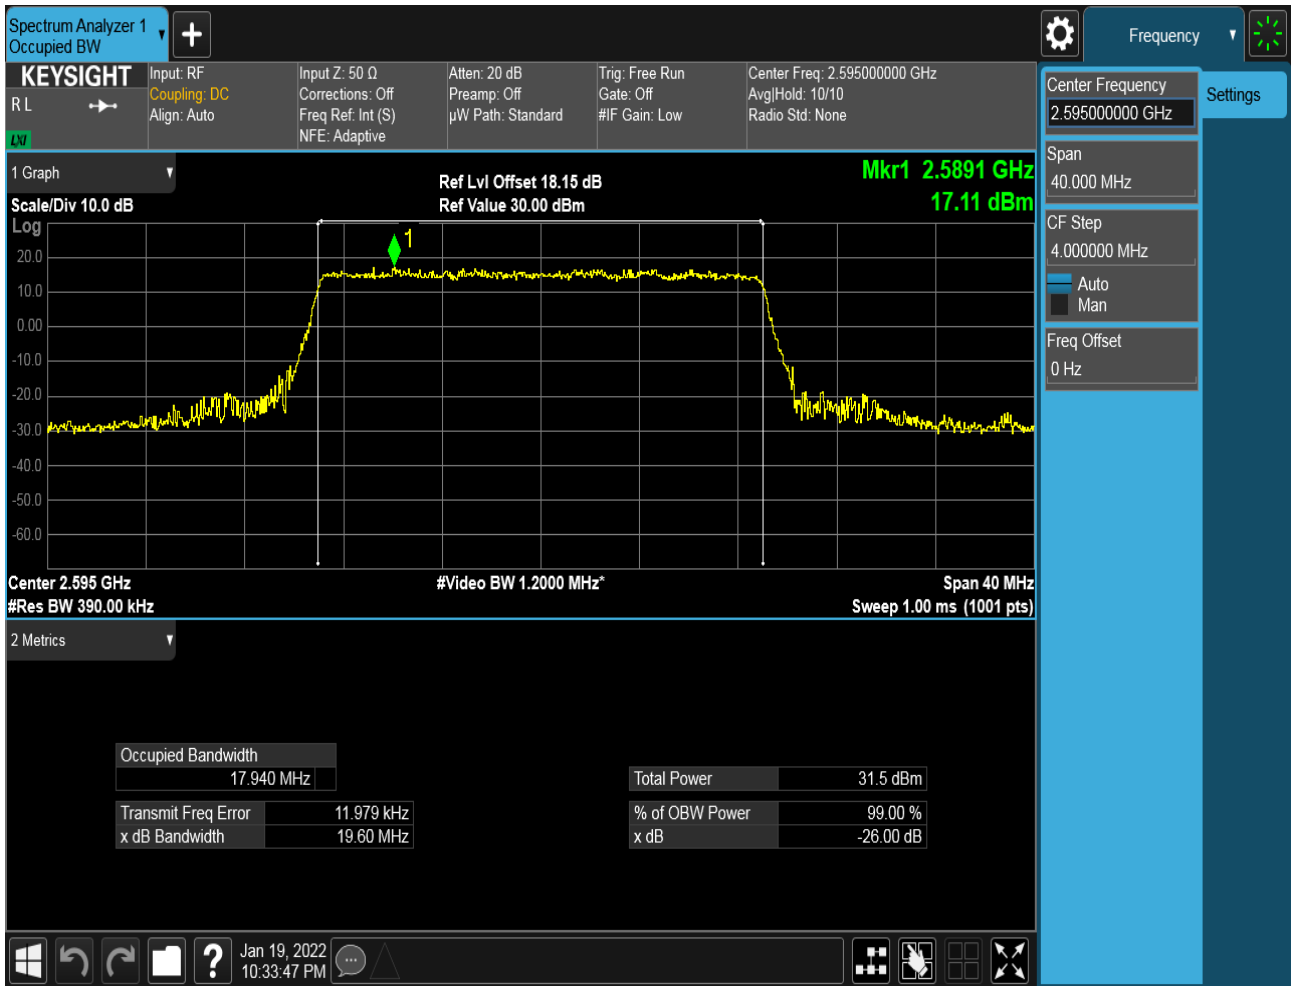 Spectrum Analyzer 1
Occupied BW
+
Frequency
KEYSIGHT
R L
LXI
Input: RF
Coupling: DC
Align: Auto
Input Z: 50 Ω
Corrections: Off
Freq Ref: Int (S)
NFE: Adaptive
Atten: 20 dB
Preamp: Off
µW Path: Standard
Trig: Free Run
Gate: Off
#IF Gain: Low
Center Freq: 2.595000000 GHz
Avg|Hold: 10/10
Radio Std: None
Center Frequency
2.595000000 GHz
Settings
Span
40.000 MHz
CF Step
4.000000 MHz
Auto
Man
Freq Offset
0 Hz
1 Graph
Ref Lvl Offset 18.15 dB
Mkr1 2.5891 GHz
Scale/Div 10.0 dB
Ref Value 30.00 dBm
17.11 dBm
Log
1
20.0
10.0
0.00
-10.0
-20.0
-30.0
-40.0
-50.0
-60.0
Center 2.595 GHz
#Video BW 1.2000 MHz*
Span 40 MHz
#Res BW 390.00 kHz
Sweep 1.00 ms (1001 pts)
2 Metrics
Occupied Bandwidth
17.940 MHz
Total Power 31.5 dBm
Transmit Freq Error 11.979 kHz
% of OBW Power 99.00 %
x dB Bandwidth 19.60 MHz
x dB -26.00 dB
?
Jan 19, 2022
10:33:47 PM